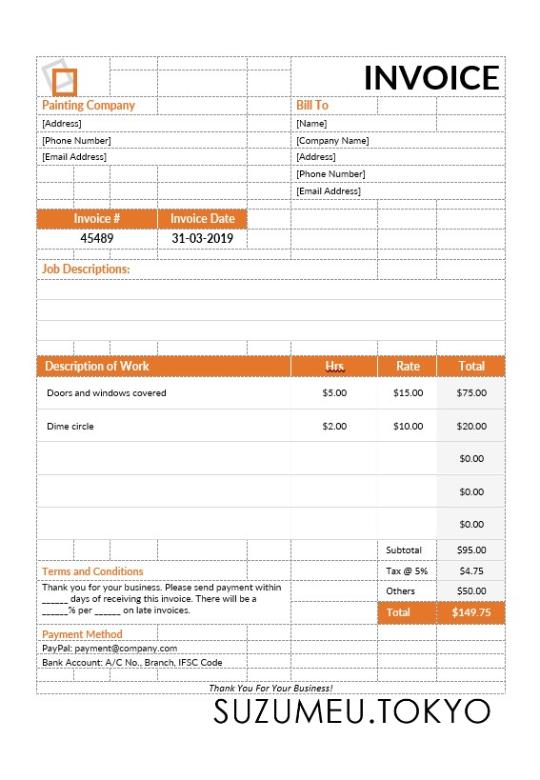 INVOICE
Painting Company Bill To
[Address] [Name]
[Phone Number] [Company Name]
[Email Address] [Address]
[Phone Number]
[Email Address]
Invoice # Invoice Date
45489 31-03-2019
Job Descriptions:
Description of Work Hrs Rate Total
Doors and windows covered $5.00 $15.00 $75.00
Dime circle $2.00 $10.00 $20.00
$0.00
$0.00
$0.00
Subtotal $95.00
Terms and Conditions Tax @ 5% $4.75
Thank you for your business. Please send payment within
______ days of receiving this invoice. There will be a
______% per ______ on late invoices.
Others $50.00
Total $149.75
Payment Method
PayPal: payment@company.com
Bank Account: A/C No., Branch, IFSC Code
Thank You For Your Business!
SUZUMEU.TOKYO